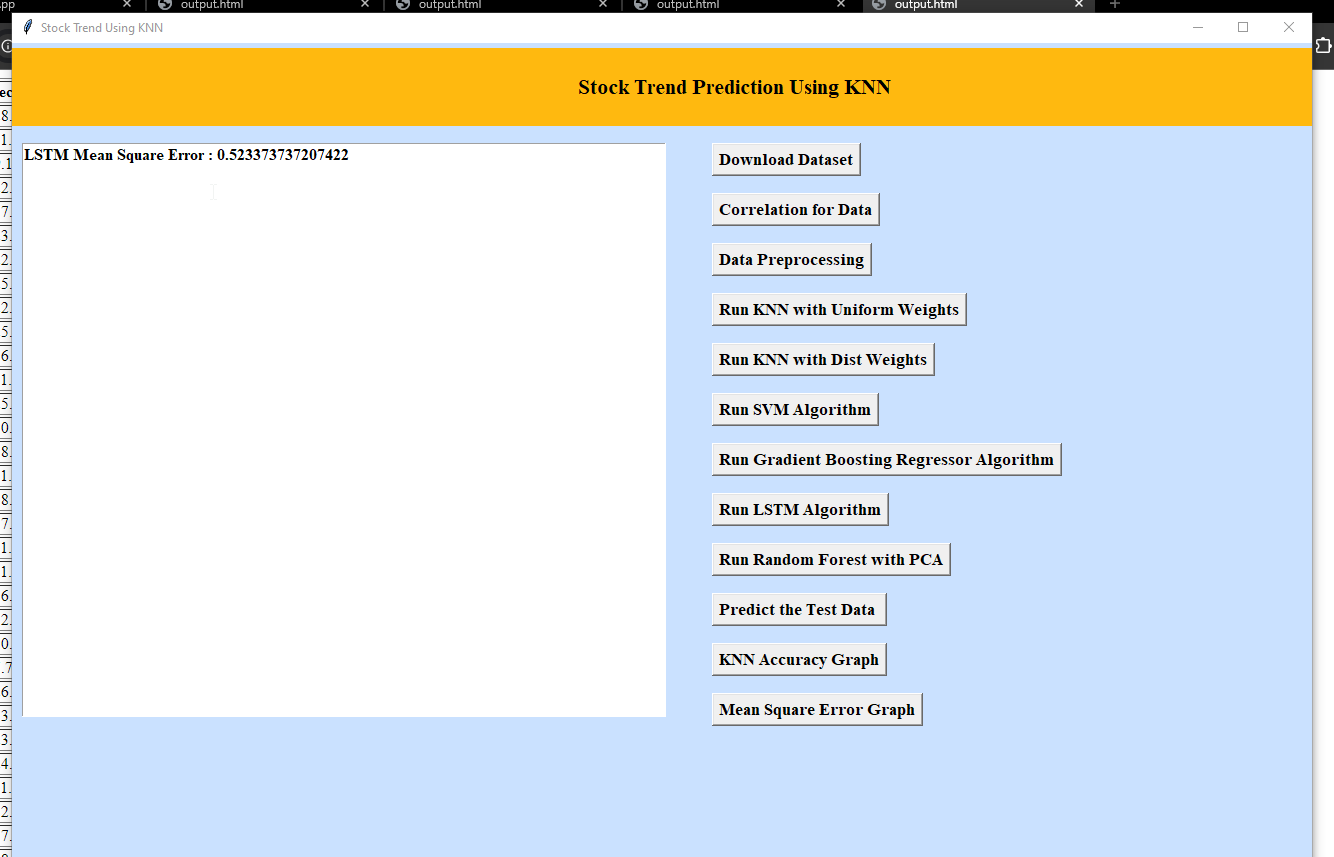 output.html
output.html
output.html
output.html
Stock Trend Using KNN
Stock Trend Prediction Using KNN
LSTM Mean Square Error : 0.523373737207422
Download Dataset
Correlation for Data
Data Preprocessing
Run KNN with Uniform Weights
Run KNN with Dist Weights
Run SVM Algorithm
Run Gradient Boosting Regressor Algorithm
Run LSTM Algorithm
Run Random Forest with PCA
Predict the Test Data
KNN Accuracy Graph
Mean Square Error Graph